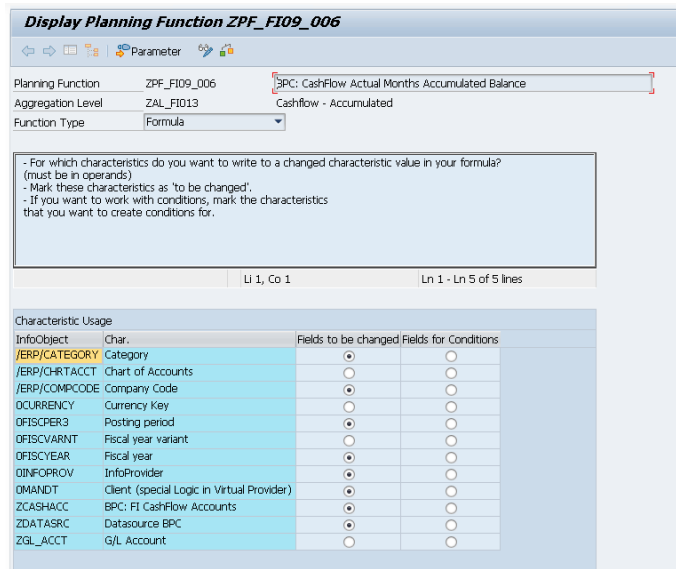 Display Planning Function ZPF_FI09_006
Parameter
Planning Function ZPF_FI09_006 BPC: CashFlow Actual Months Accumulated Balance
Aggregation Level ZAL_FI013 Cashflow - Accumulated
Function Type Formula
- For which characteristics do you want to write to a changed characteristic value in your formula?
(must be in operands)
- Mark these characteristics as 'to be changed'.
- If you want to work with conditions, mark the characteristics
that you want to create conditions for.
Li 1, Co 1 Ln 1 - Ln 5 of 5 lines
Characteristic Usage
InfoObject Char. Fields to be changed Fields for Conditions
/ERP/CATEGORY Category
/ERP/CHRTACCT Chart of Accounts
/ERP/COMPCODE Company Code
0CURRENCY Currency Key
0FISCPER3 Posting period
0FISCVARNT Fiscal year variant
0FISCYEAR Fiscal year
0INFOPROV InfoProvider
0MANDT Client (special Logic in Virtual Provider)
ZCASHACC BPC: FI CashFlow Accounts
ZDATASRC Datasource BPC
ZGL_ACCT G/L Account